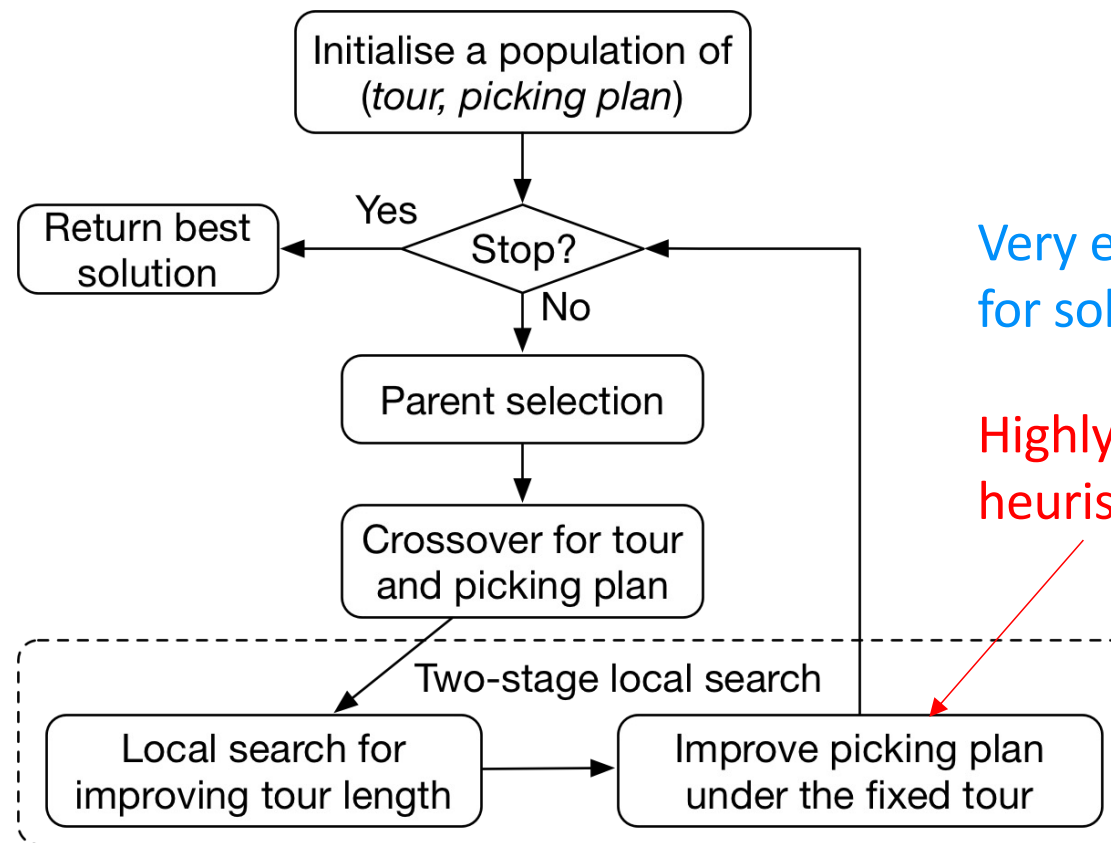 Initialise a population of
(tour, picking plan)
Yes
Return best
solution
Stop?
No
Very
for
Parent selection
Highly
Crossover for tour
and picking plan
Two-stage local search
Local search for
improving tour length
Improve picking plan
under the fixed tour